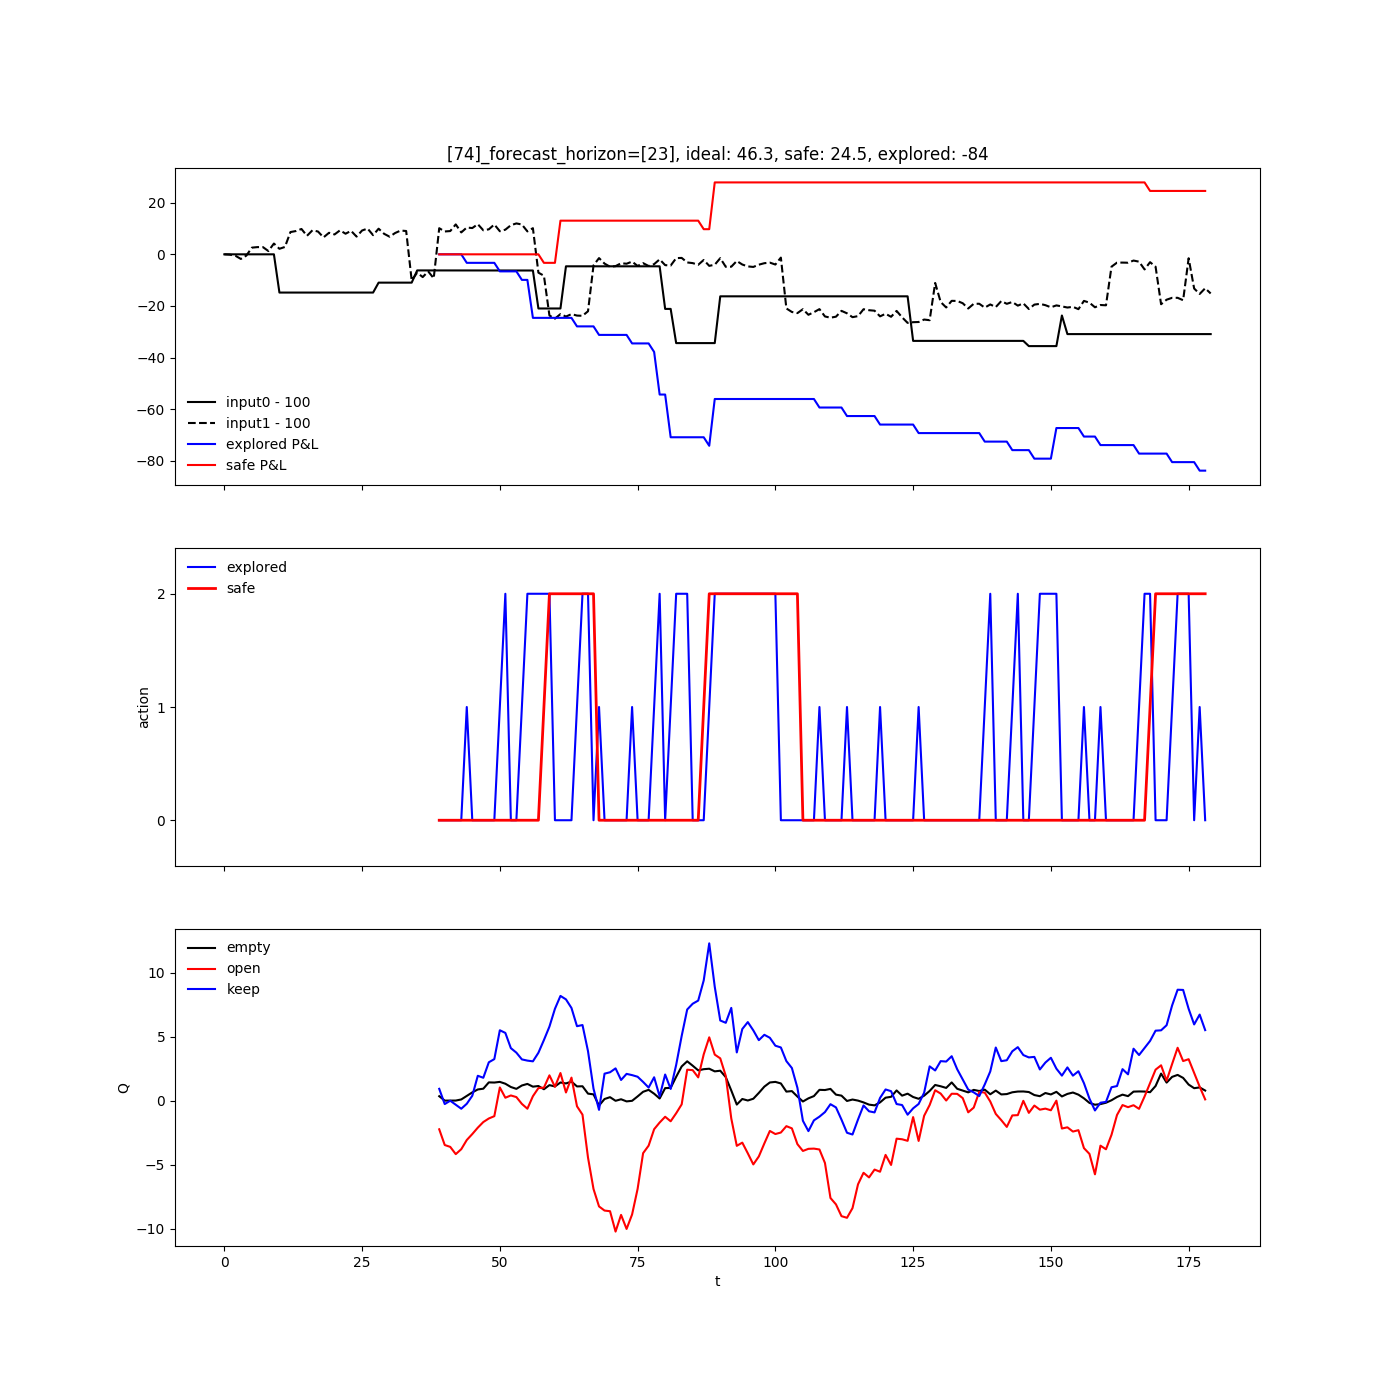 [74]_forecast_horizon=[23], ideal: 46.3, safe: 24.5, explored: -84
20
0
−20
−40
−60
−80
input0 - 100
input1 - 100
explored P&L
safe P&L
explored
safe
action
2
1
0
empty
open
keep
Q
10
5
0
−5
−10
0 25 50 75 100 125 150 175
t